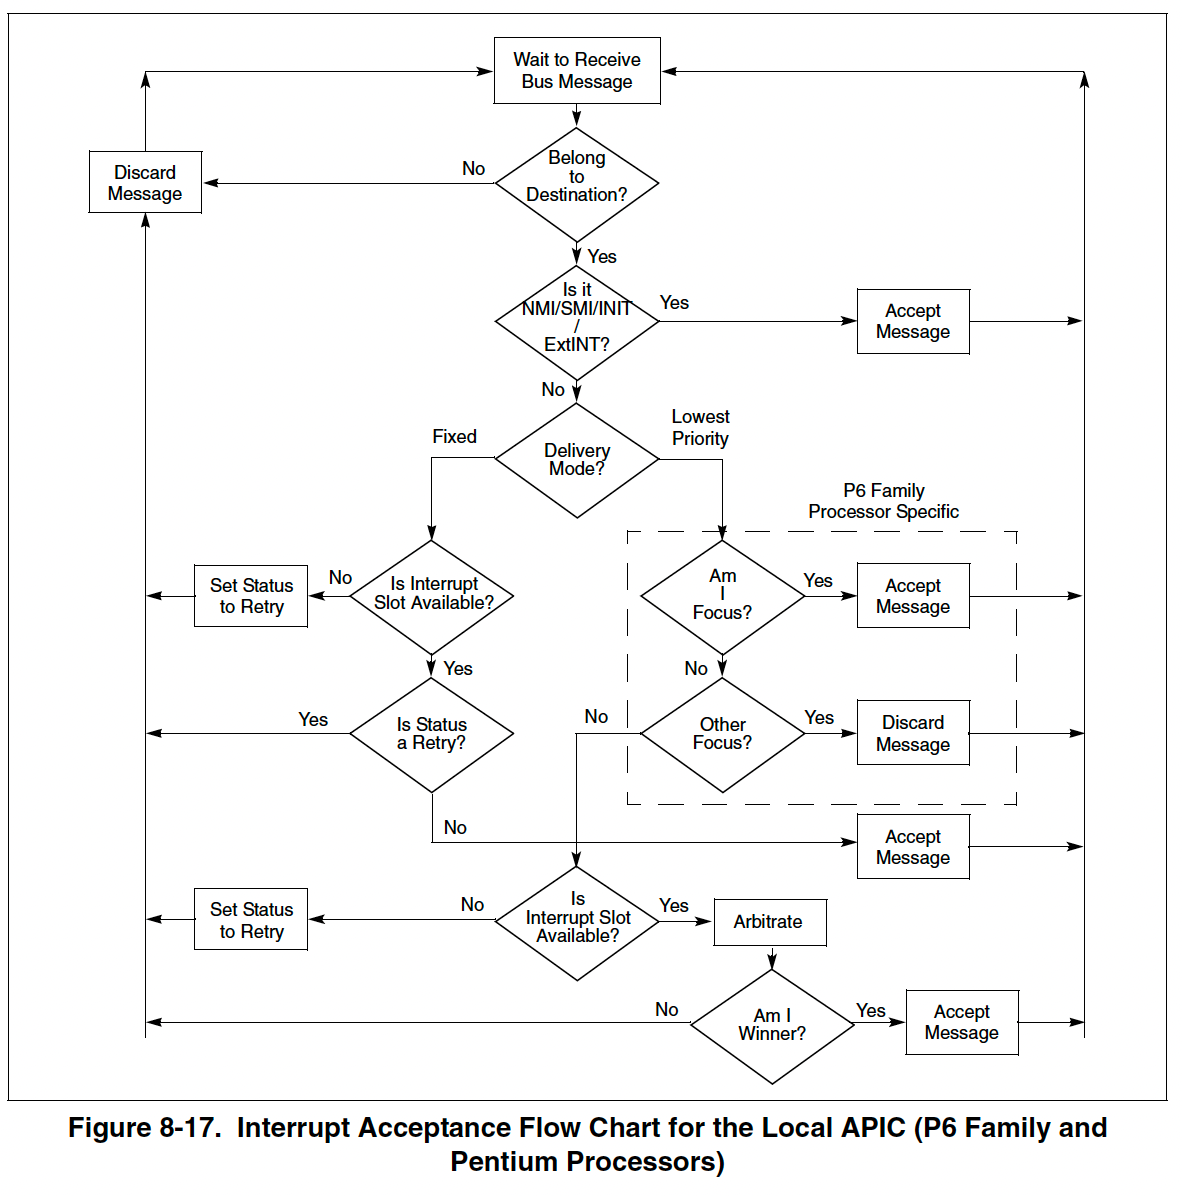 Wait to Receive
Bus Message
Discard
Message
No
Belong
to
Destination?
Yes
Is it
NMI/SMI/INIT
/
ExtINT?
Yes
Accept
Message
No
Fixed
Delivery
Mode?
Lowest
Priority
P6 Family
Processor Specific
Set Status
to Retry
No
Is Interrupt
Slot Available?
Am
I
Focus?
Yes
Accept
Message
Yes
No
Yes
Is Status
a Retry?
No
Other
Focus?
Yes
Discard
Message
No
Accept
Message
Set Status
to Retry
No
Is
Interrupt Slot
Available?
Yes
Arbitrate
No
Am I
Winner?
Yes
Accept
Message
Figure 8-17. Interrupt Acceptance Flow Chart for the Local APIC (P6 Family and
Pentium Processors)